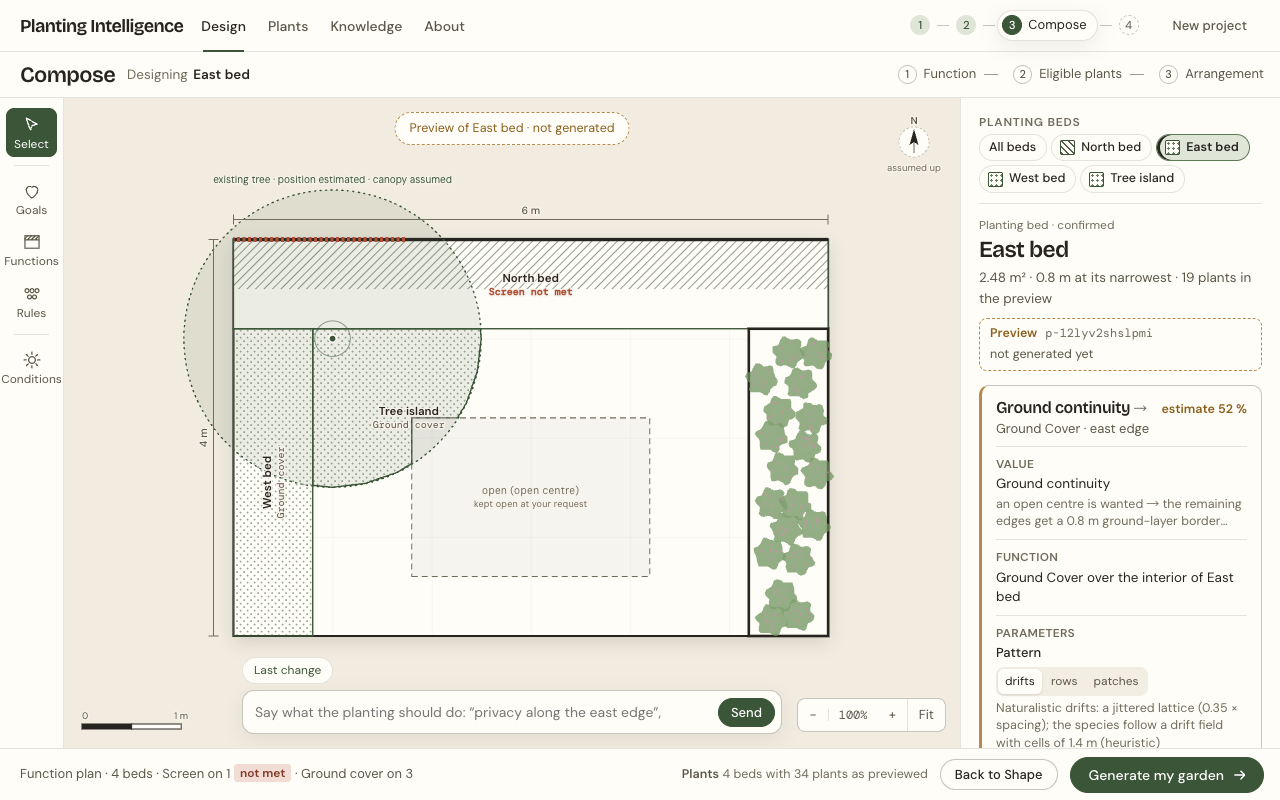 Planting Intelligence Design Plants Knowledge About 1 2 3 Compose 4 New project
Compose Designing East bed 1 Function 2 Eligible plants 3 Arrangement
Select
Goals
Functions
Rules
Conditions
Preview of East bed · not generated
N
assumed up
existing tree · position estimated · canopy assumed
6 m
4 m
North bed
Screen not met
Tree island
Ground cover
West bed
Ground cover
open (open centre)
kept open at your request
Last change
Say what the planting should do: “privacy along the east edge”, Send
0 1 m
− 100% + Fit
PLANTING BEDS
All beds North bed East bed
West bed Tree island
Planting bed · confirmed
East bed
2.48 m² · 0.8 m at its narrowest · 19 plants in
the preview
Preview p-12lyv2shslpmi
not generated yet
Ground continuity → estimate 52 %
Ground Cover · east edge
VALUE
Ground continuity
an open centre is wanted → the remaining
edges get a 0.8 m ground-layer border…
FUNCTION
Ground Cover over the interior of East
bed
PARAMETERS
Pattern
drifts rows patches
Naturalistic drifts: a jittered lattice (0.35 ×
spacing); the species follow a drift field
with cells of 1.4 m (heuristic)
Function plan · 4 beds · Screen on 1 not met · Ground cover on 3
Plants 4 beds with 34 plants as previewed Back to Shape Generate my garden →